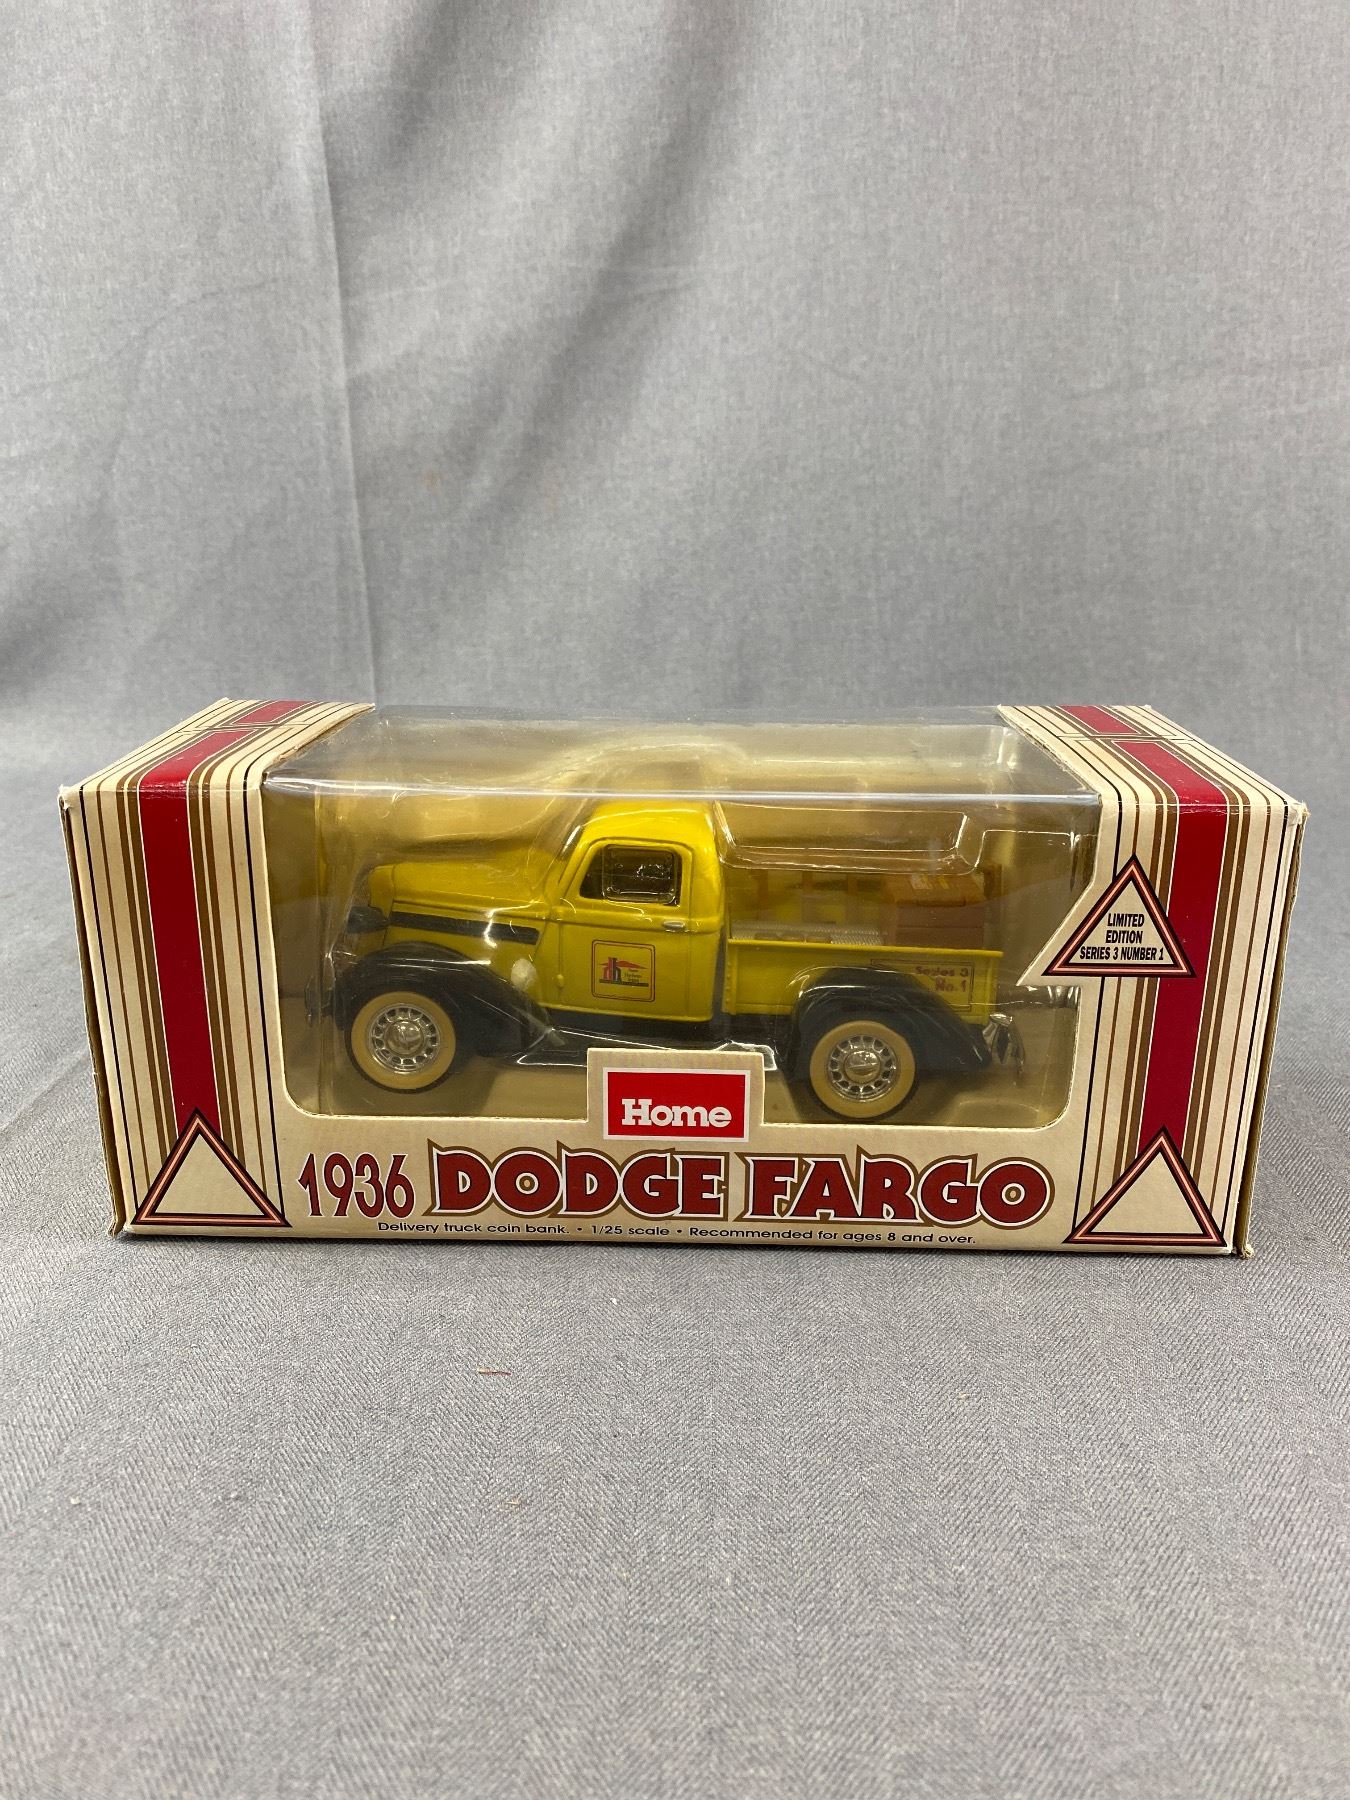 LIMITED
EDITION
SERIES 3 NUMBER 1
Series 3
No. 1
Home
1936 DODGE FARGO
Delivery truck coin bank. • 1/25 scale • Recommended for ages 8 and over.